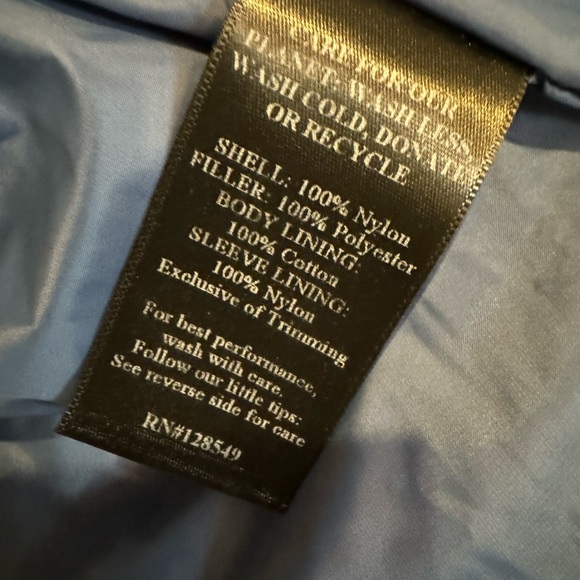 CARE FOR OUR
PLANET: WASH LESS,
WASH COLD, DONATE
OR RECYCLE
SHELL: 100% Nylon
FILLER: 100% Polyester
BODY LINING:
100% Cotton
SLEEVE LINING:
100% Nylon
Exclusive of Trimming
For best performance,
wash with care.
Follow our little tips:
See reverse side for care
RN#128549